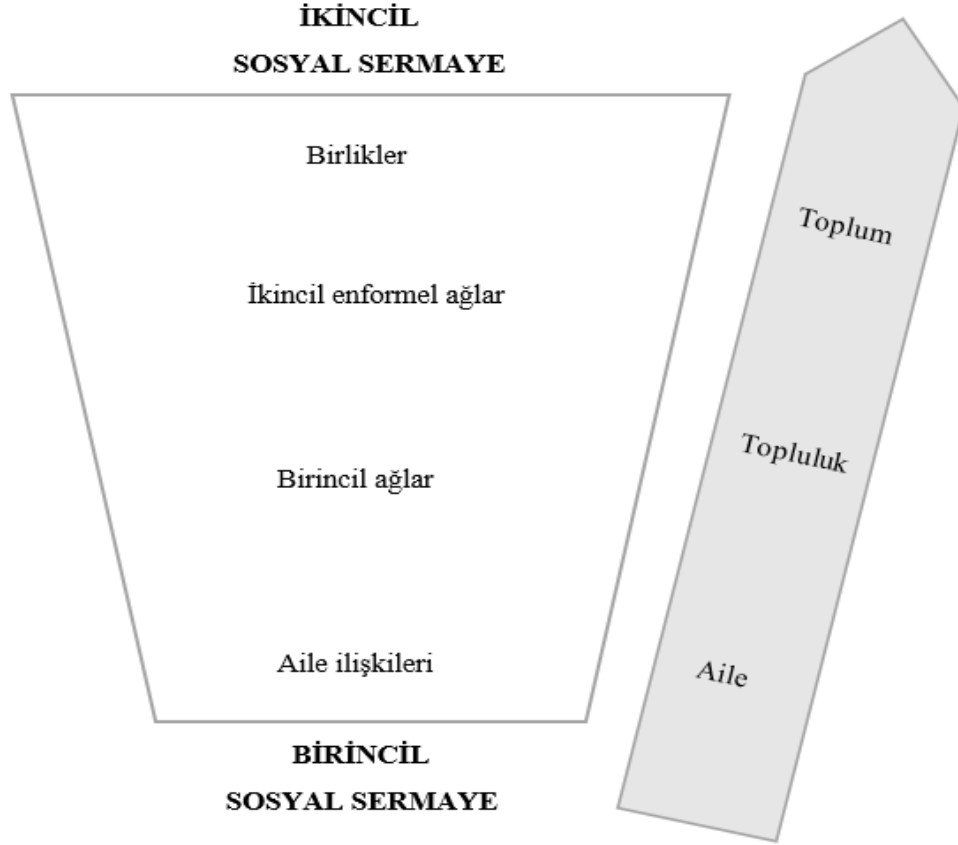 İKİNCİL
SOSYAL SERMAYE
Birlikler
Toplum
İkincil enformel ağlar
Topluluk
Birincil ağlar
Aile ilişkileri
Aile
BİRİNCİL
SOSYAL SERMAYE